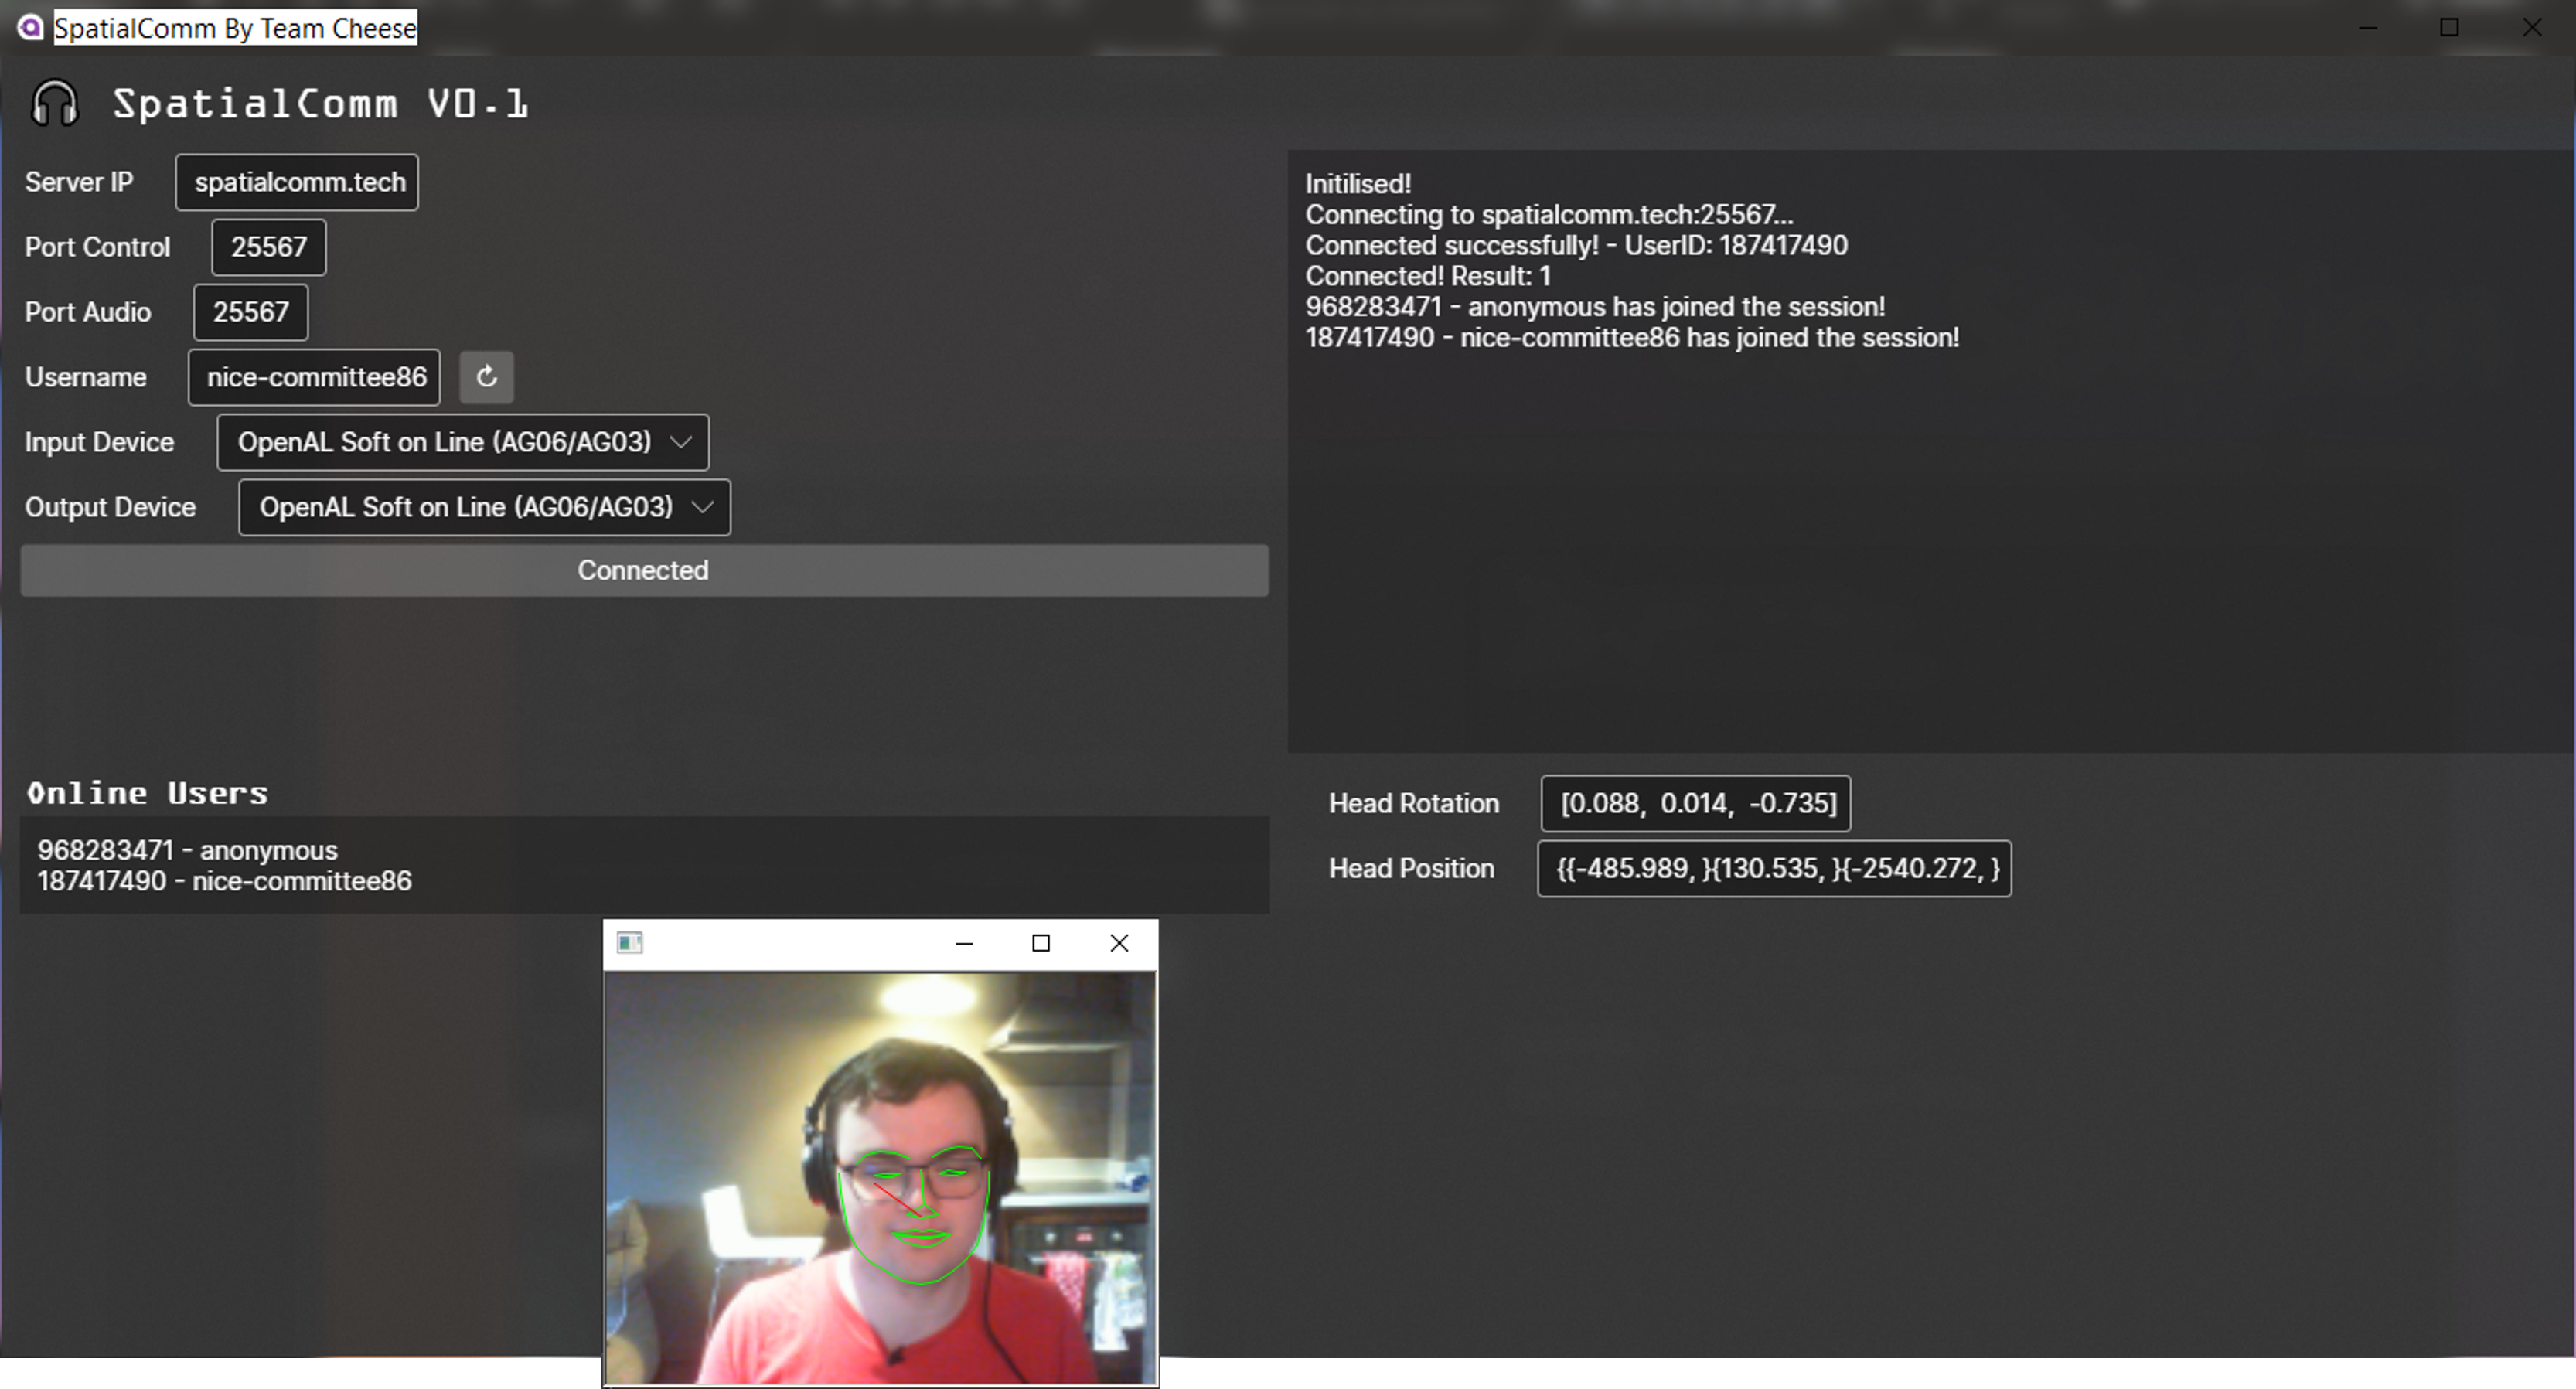 SpatialComm By Team Cheese
SpatialComm V0.1
Server IP spatialcomm.tech
Port Control 25567
Port Audio 25567
Username nice-committee86
Input Device OpenAL Soft on Line (AG06/AG03)
Output Device OpenAL Soft on Line (AG06/AG03)
Connected
Initilised!
Connecting to spatialcomm.tech:25567...
Connected successfully! - UserID: 187417490
Connected! Result: 1
968283471 - anonymous has joined the session!
187417490 - nice-committee86 has joined the session!
Online Users
968283471 - anonymous
187417490 - nice-committee86
Head Rotation [0.088, 0.014, -0.735]
Head Position {{-485.989, }{130.535, }{-2540.272, }